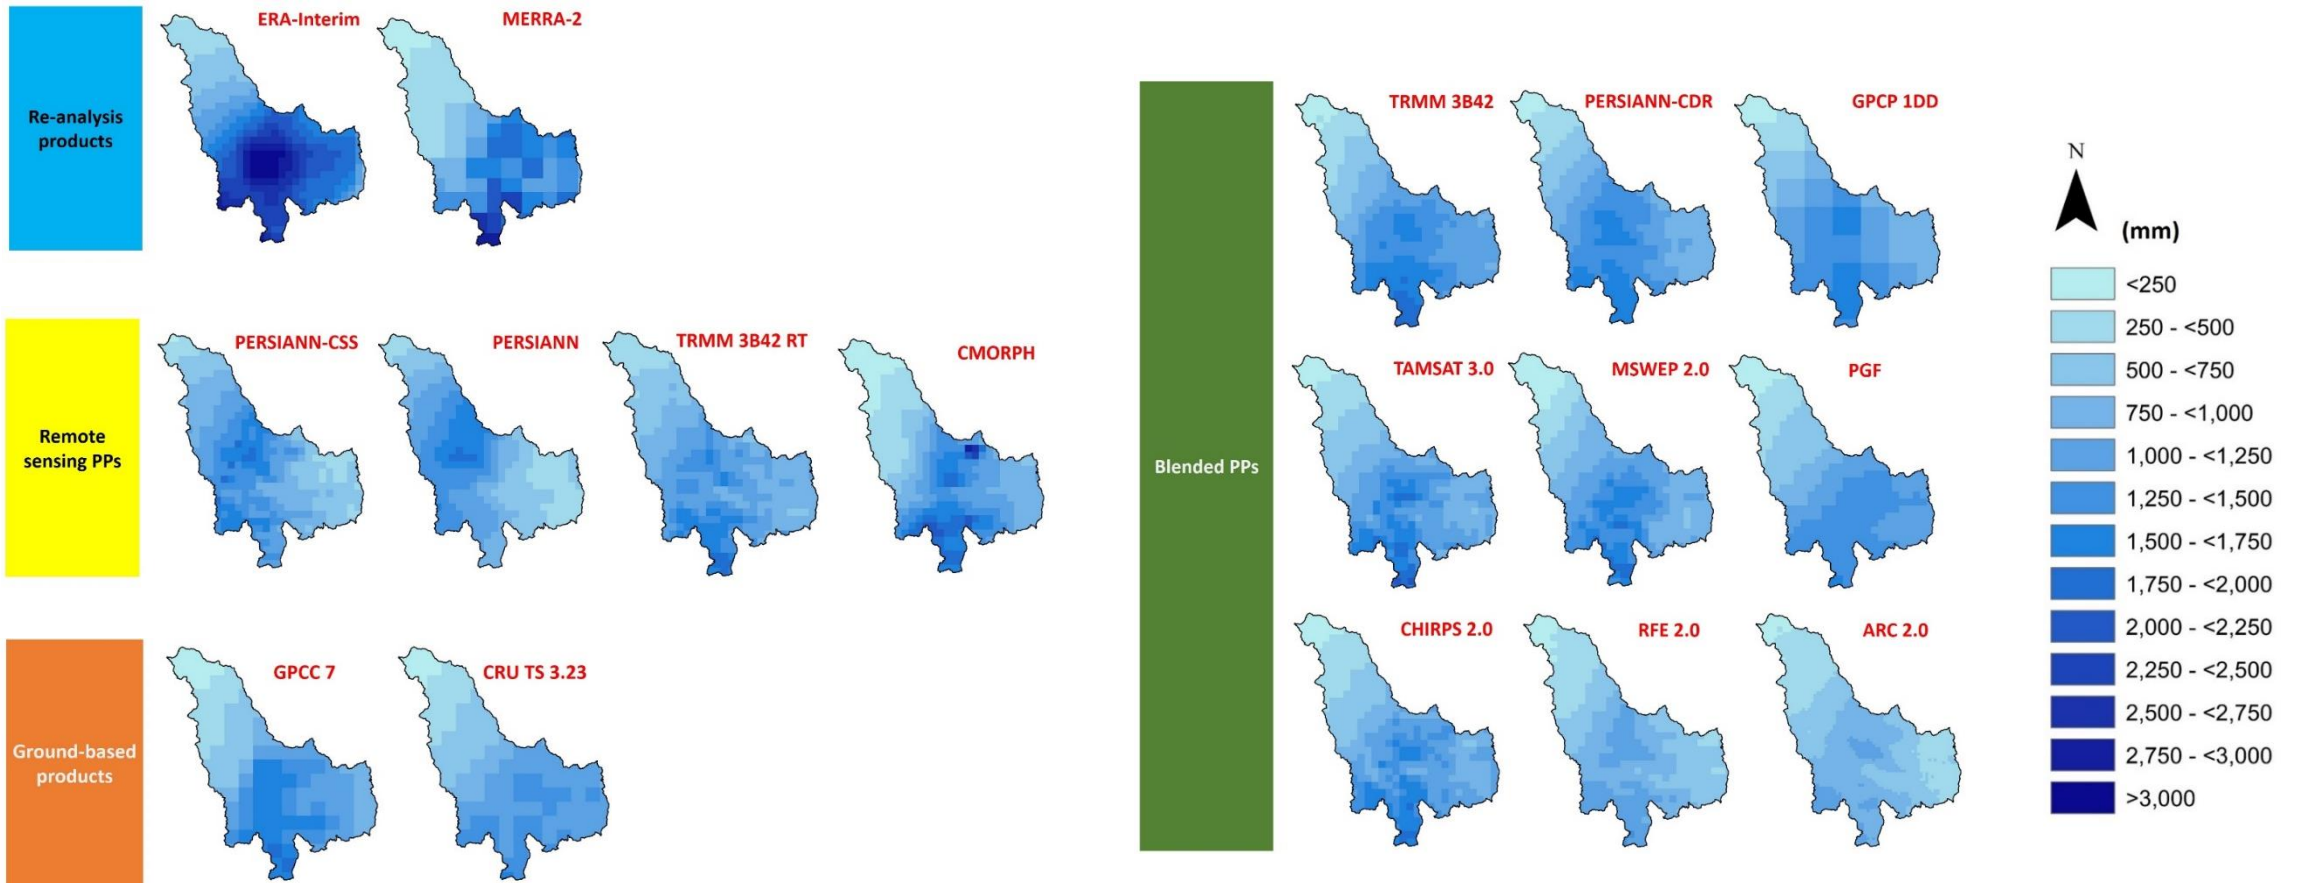 ERA-Interim
MERRA-2
Re-analysis
products
PERSIANN-CSS
PERSIANN
TRMM 3B42 RT
CMORPH
Remote
sensing PPs
GPCC 7
CRU TS 3.23
Ground-based
products
TRMM 3B42
PERSIANN-CDR
GPCP 1DD
TAMSAT 3.0
MSWEP 2.0
PGF
Blended PPs
CHIRPS 2.0
RFE 2.0
ARC 2.0
N
(mm)
<250
250 - <500
500 - <750
750 - <1,000
1,000 - <1,250
1,250 - <1,500
1,500 - <1,750
1,750 - <2,000
2,000 - <2,250
2,250 - <2,500
2,500 - <2,750
2,750 - <3,000
>3,000